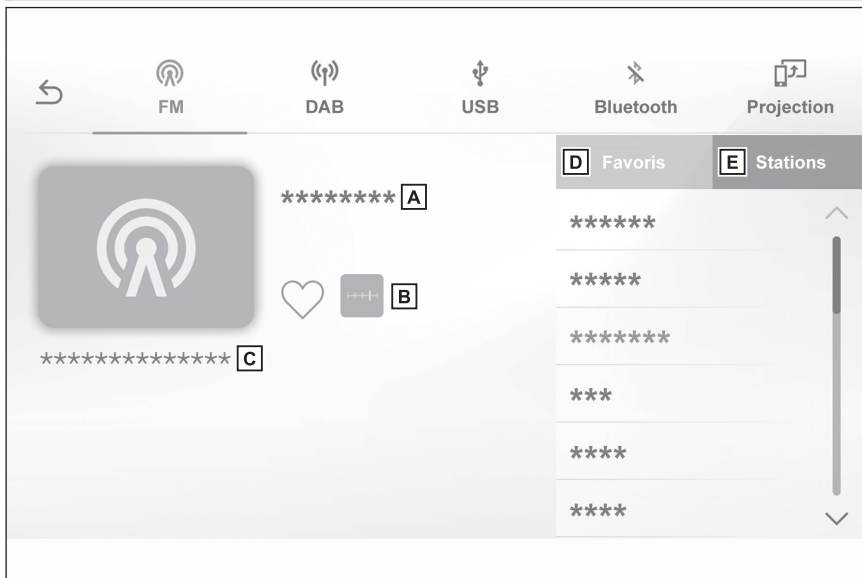 FM DAB USB Bluetooth Projection
D Favoris E Stations
******** A
B
************** C
******
*****
*******
***
****
****